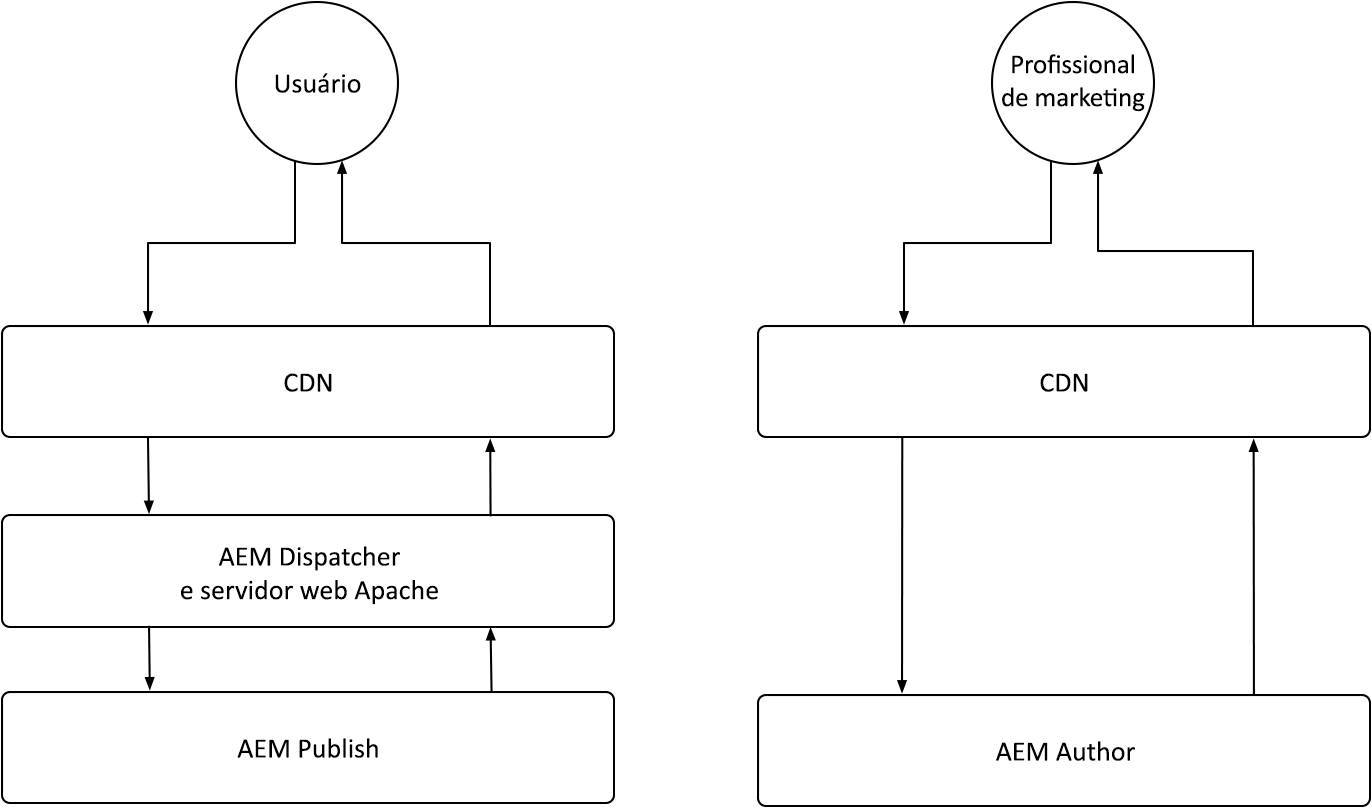 Usuário
Profissional
de marketing
CDN
CDN
AEM Dispatcher
e servidor web Apache
AEM Publish
AEM Author